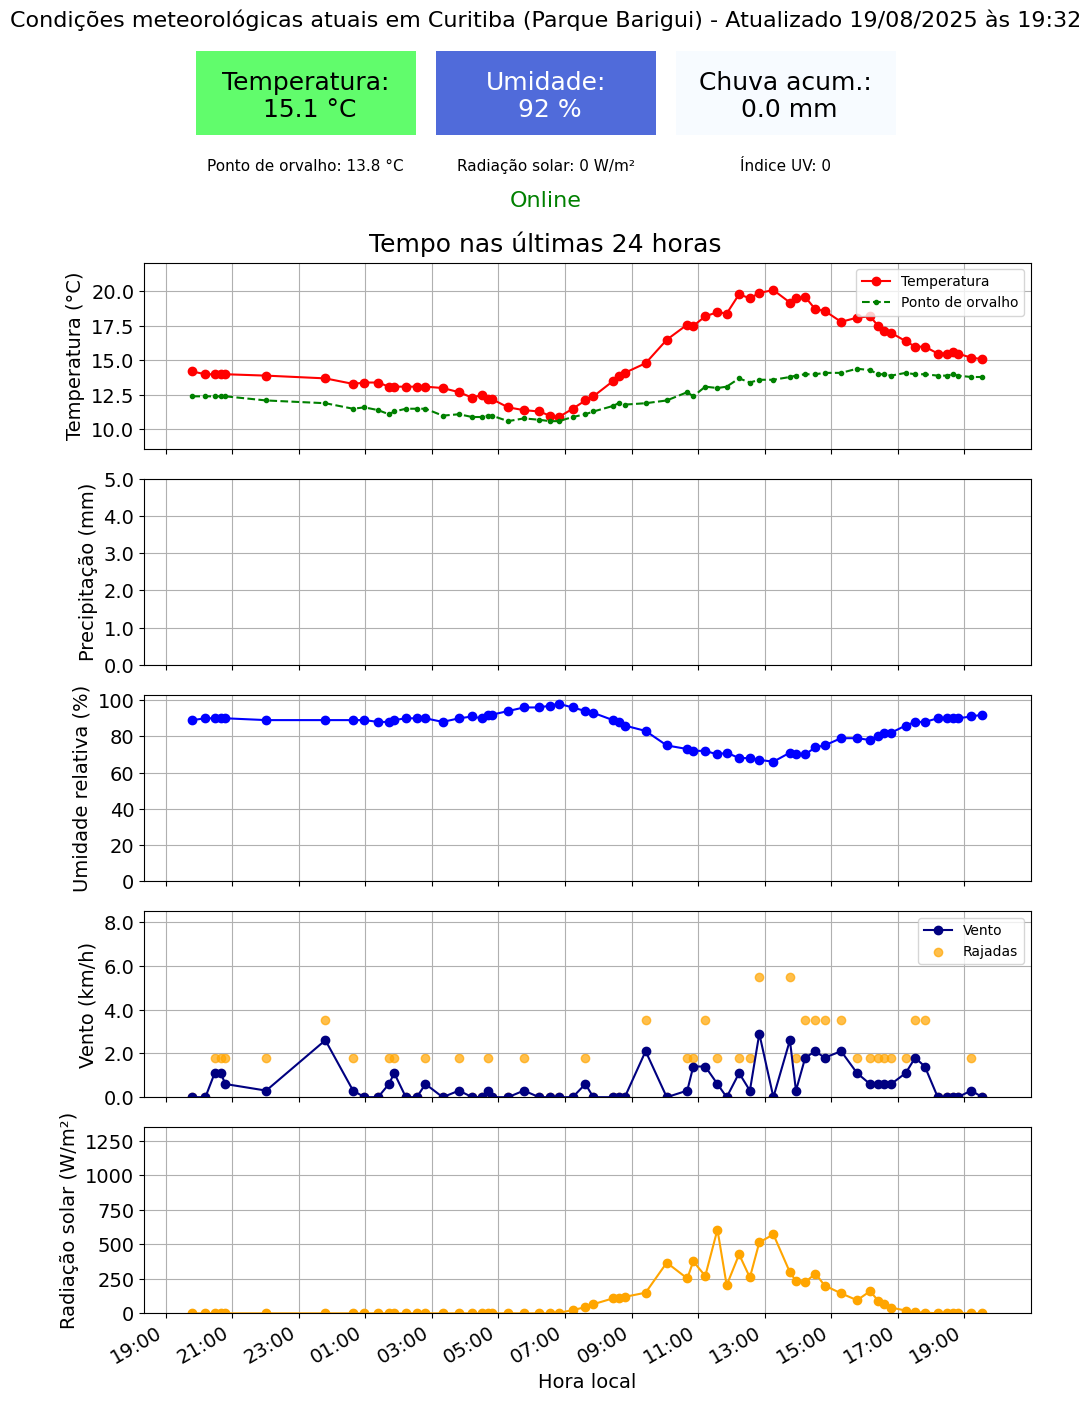 Condições meteorológicas atuais em Curitiba (Parque Barigui) - Atualizado 19/08/2025 às 19:32
Temperatura:
15.1 °C
Umidade:
92 %
Chuva acum.:
0.0 mm
Ponto de orvalho: 13.8 °C
Radiação solar: 0 W/m²
Índice UV: 0
Online
Tempo nas últimas 24 horas
Temperatura (°C)
20.0
17.5
15.0
12.5
10.0
Temperatura
Ponto de orvalho
Precipitação (mm)
5.0
4.0
3.0
2.0
1.0
0.0
Umidade relativa (%)
100
80
60
40
20
0
Vento (km/h)
8.0
6.0
4.0
2.0
0.0
Vento
Rajadas
Radiação solar (W/m²)
1250
1000
750
500
250
0
19:00
21:00
23:00
01:00
03:00
05:00
07:00
09:00
11:00
13:00
15:00
17:00
19:00
Hora local